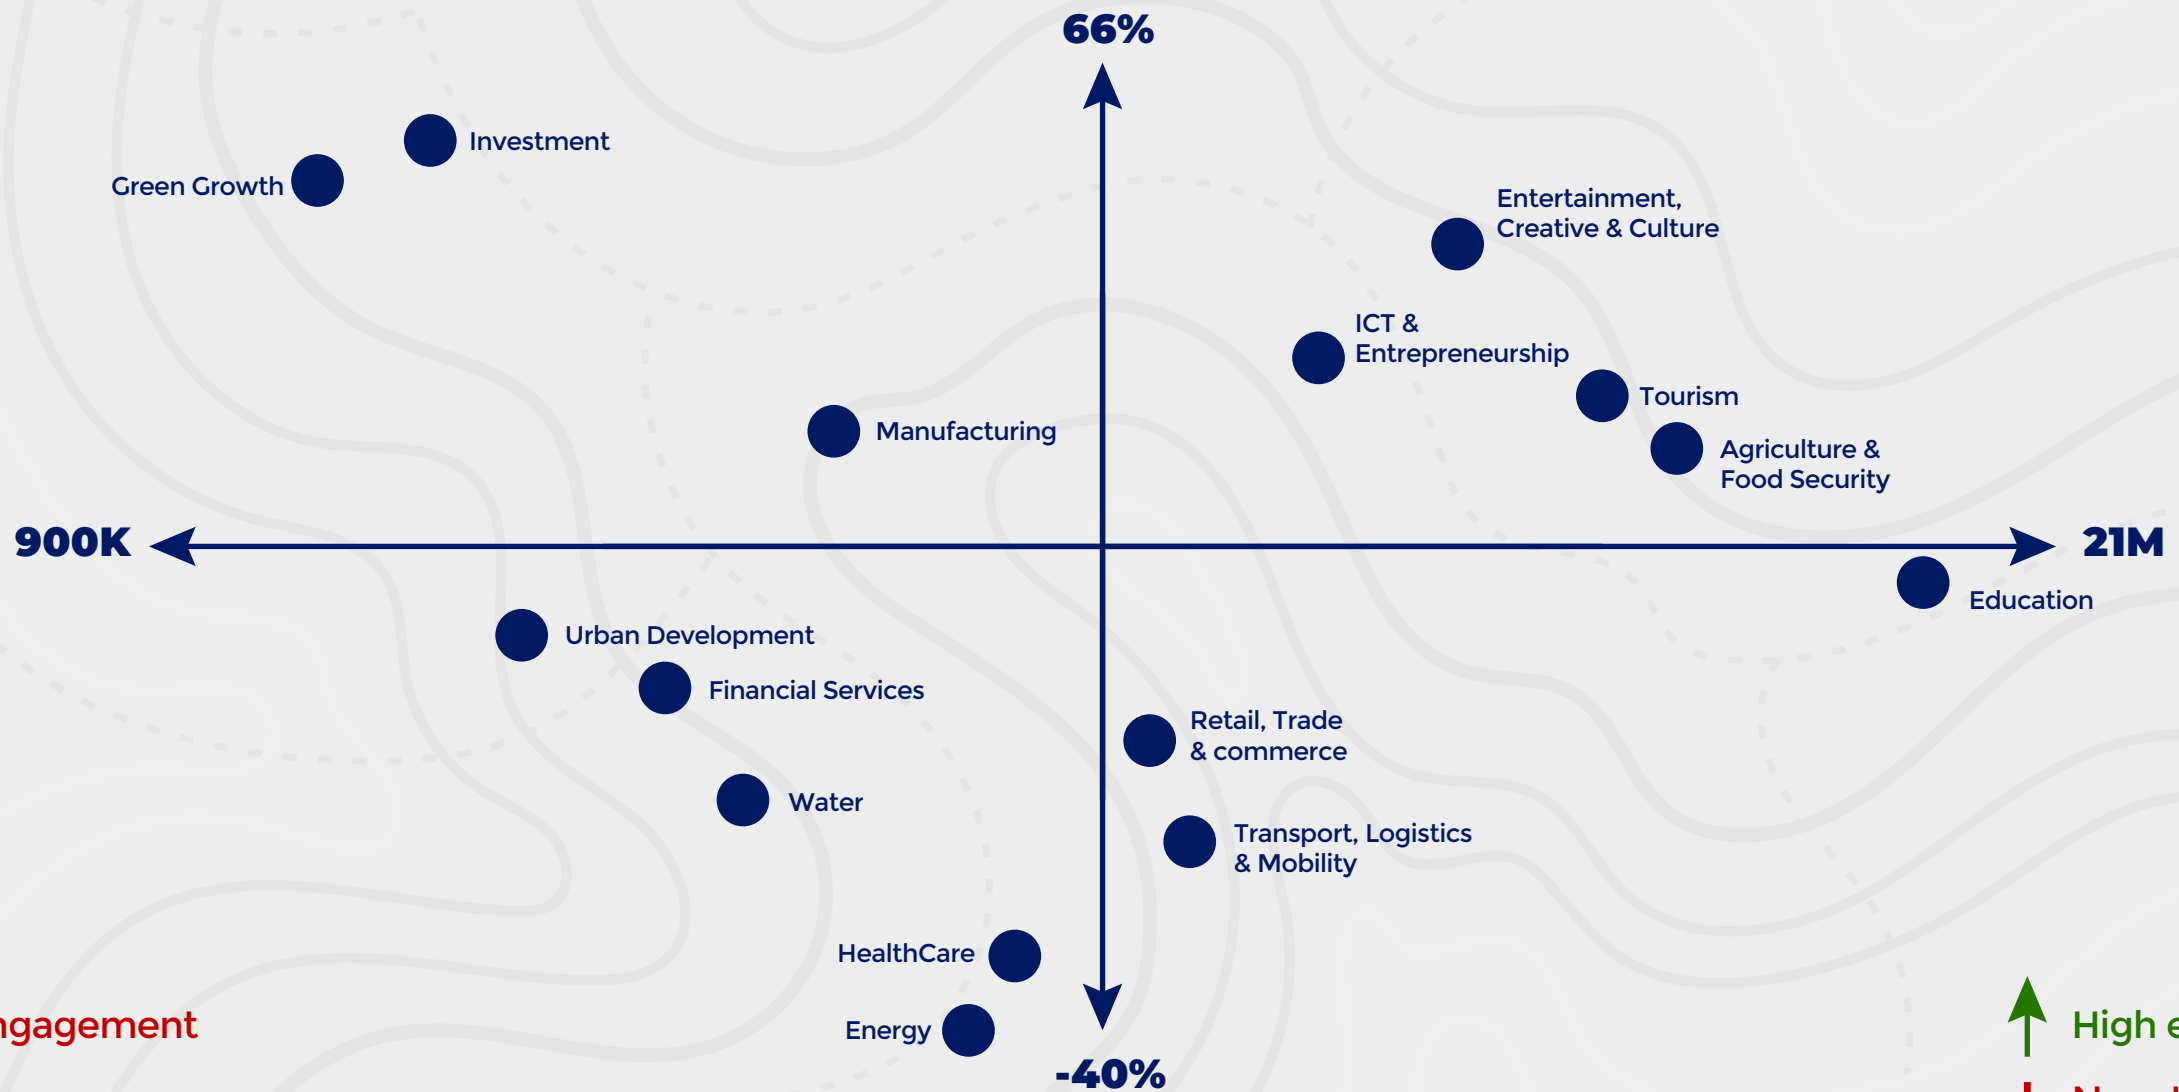 66%
Investment
Green Growth
Entertainment,
Creative & Culture
ICT &
Entrepreneurship
Tourism
Manufacturing
Agriculture &
Food Security
900K
21M
Education
Urban Development
Financial Services
Retail, Trade
& commerce
Water
Transport, Logistics
& Mobility
HealthCare
Energy
ngagement
High e
-40%